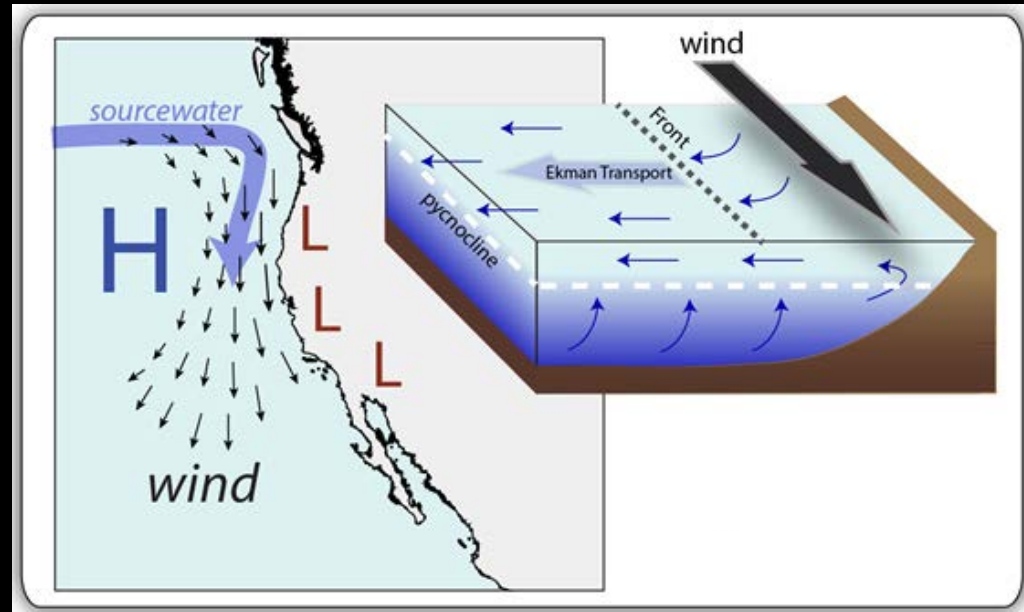 sourcewater
H
L
L
L
wind
wind
Front
Ekman Transport
pycnocline